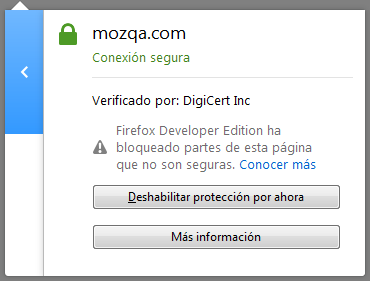 mozqa.com
Conexión segura
Verificado por: DigiCert Inc
Firefox Developer Edition ha
bloqueado partes de esta página
que no son seguras. Conocer más
Deshabilitar protección por ahora
Más información